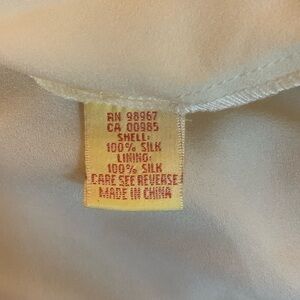 RN 98967
CA 00985
SHELL:
100% SILK
LINING:
100% SILK
CARE SEE REVERSE
MADE IN CHINA